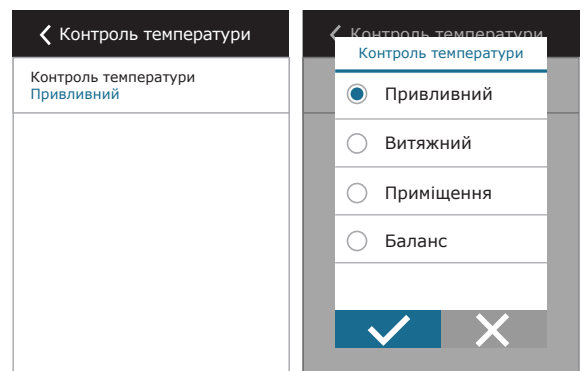 Контроль температури
Контроль температури
Привливний
Контроль температури
Контроль температури
Привливний
Витяжний
Приміщення
Баланс